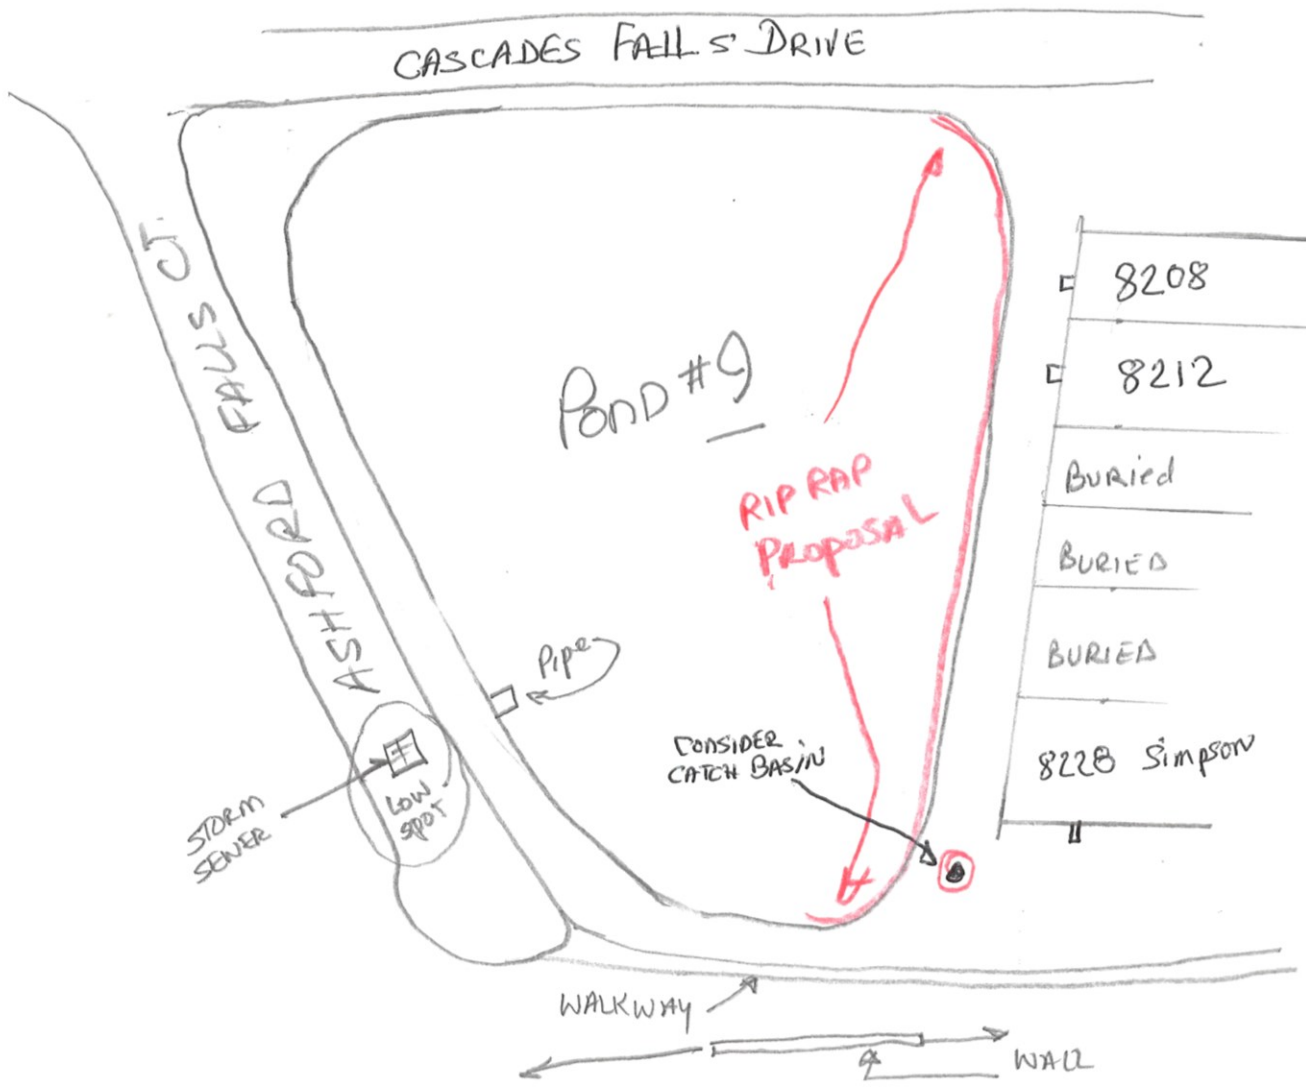 CASCADES FALLS DRIVE
ASHFORD FALLS CT.
8208
8212
POND #9
BURied
RIP RAP
PROPOSAL
BURIED
BURIED
Pipe
CONSIDER
CATCH BASIN
8228 Simpson
STORM
SEWER
LOW
SPOT
WALKWAY
WALL